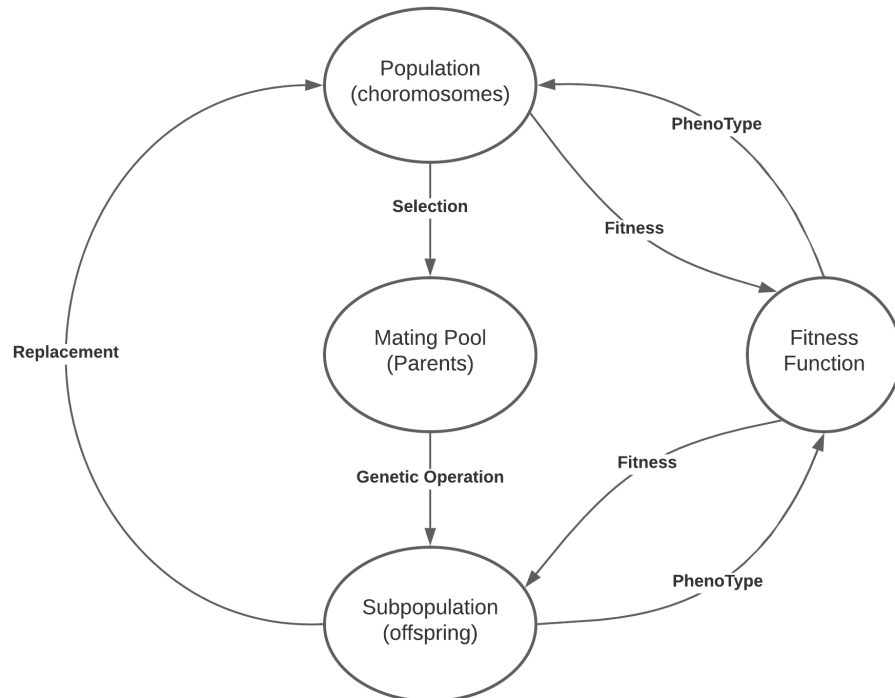 Population
(choromosomes)
PhenoType
Selection
Fitness
Mating Pool
(Parents)
Fitness
Function
Replacement
Fitness
Genetic Operation
PhenoType
Subpopulation
(offspring)